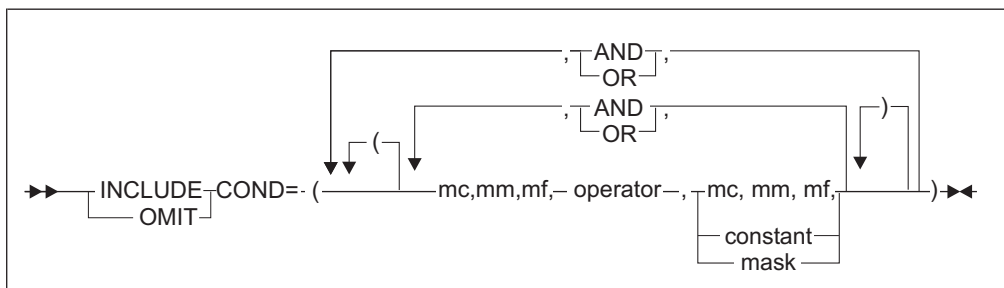 , AND ,
OR
, AND ,
OR
( )
INCLUDE COND= ( mc,mm,mf, operator , mc, mm, mf, )
OMIT
constant
mask